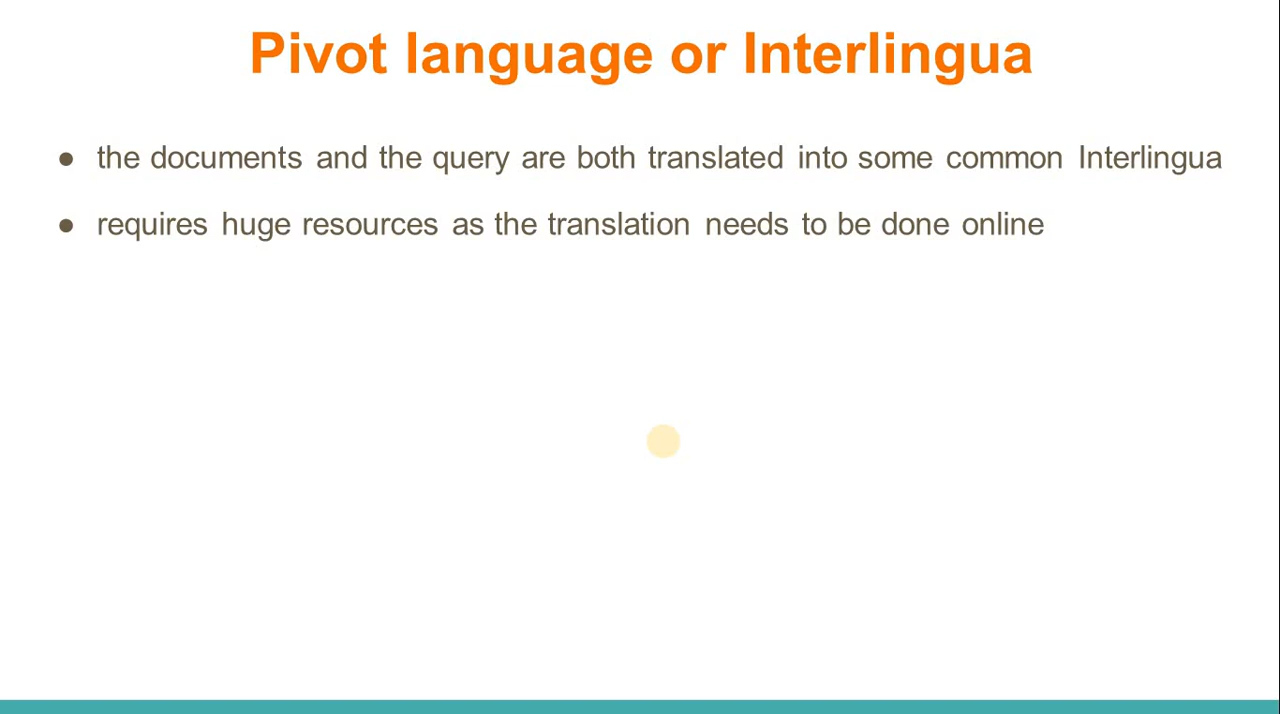 Pivot language or Interlingua
● the documents and the query are both translated into some common Interlingua
● requires huge resources as the translation needs to be done online